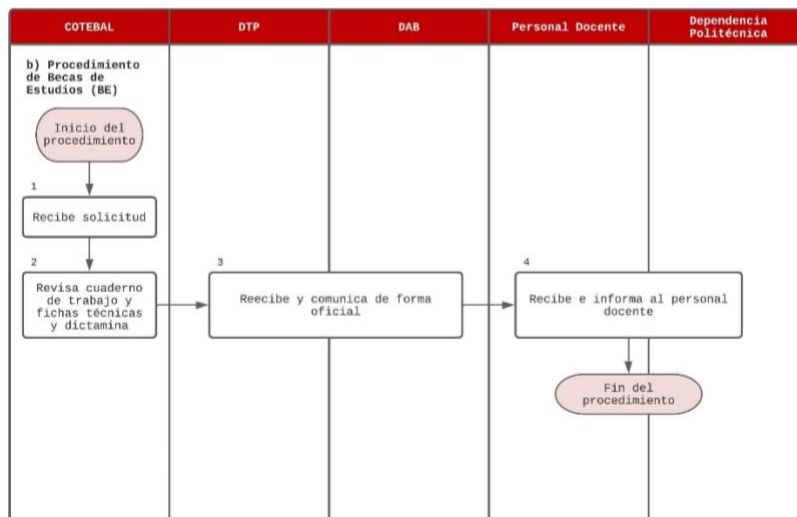 COTEBAL
DTP
DAB
Personal Docente
Dependencia
Politécnica
b) Procedimiento
de Becas de
Estudios (BE)
Inicio del
procedimiento
1
Recibe solicitud
2
Revisa cuaderno
de trabajo y
fichas técnicas
y dictamina
3
Reecibe y comunica de forma
oficial
4
Recibe e informa al personal
docente
Fin del
procedimiento